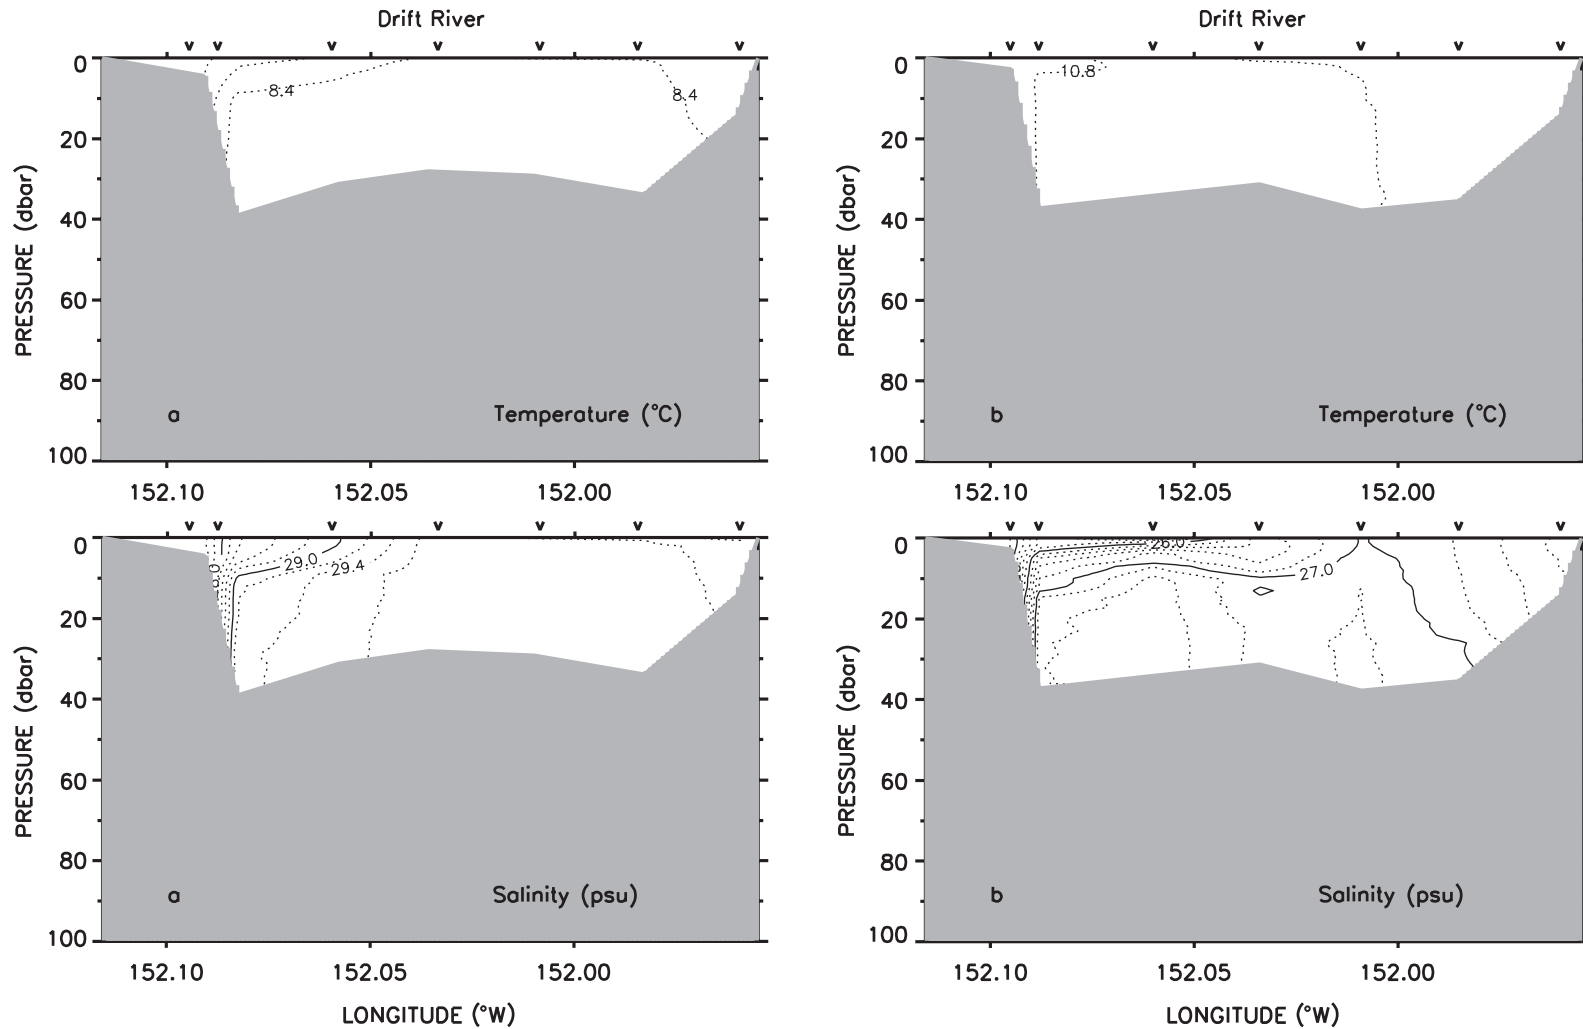 Drift River
Drift River
0
20
40
60
80
100
PRESSURE (dbar)
8.4
8.4
a
Temperature (°C)
152.10
152.05
152.00
0
20
40
60
80
100
PRESSURE (dbar)
10.8
b
Temperature (°C)
152.10
152.05
152.00
0
20
40
60
80
100
PRESSURE (dbar)
29.0
29.4
a
Salinity (psu)
152.10
152.05
152.00
LONGITUDE (°W)
0
20
40
60
80
100
PRESSURE (dbar)
26.0
27.0
b
Salinity (psu)
152.10
152.05
152.00
LONGITUDE (°W)